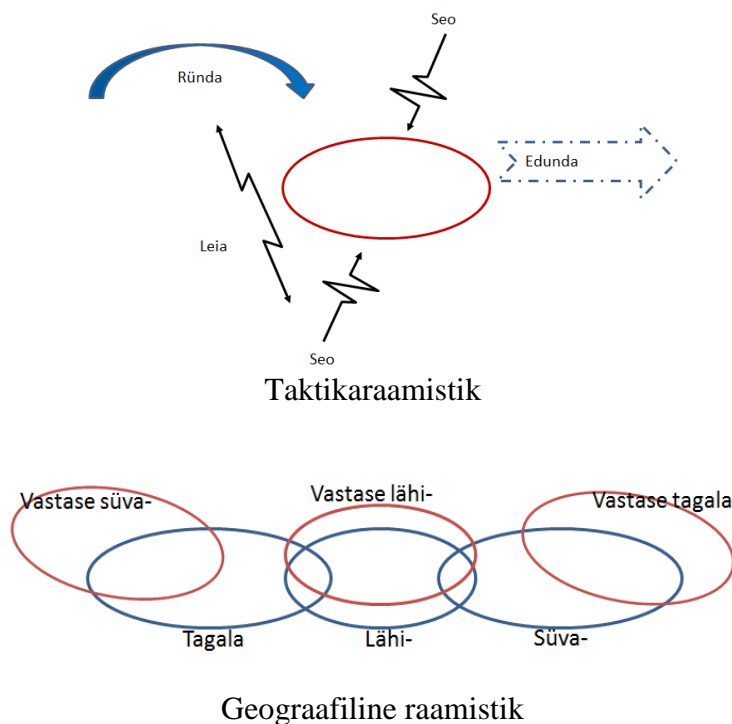 Seo
Ründa
Edunda
Leia
Seo
Taktikaraamistik
Vastase süva-
Vastase lähi-
Vastase tagala
Tagala
Lähi-
Süva-
Geograafiline raamistik